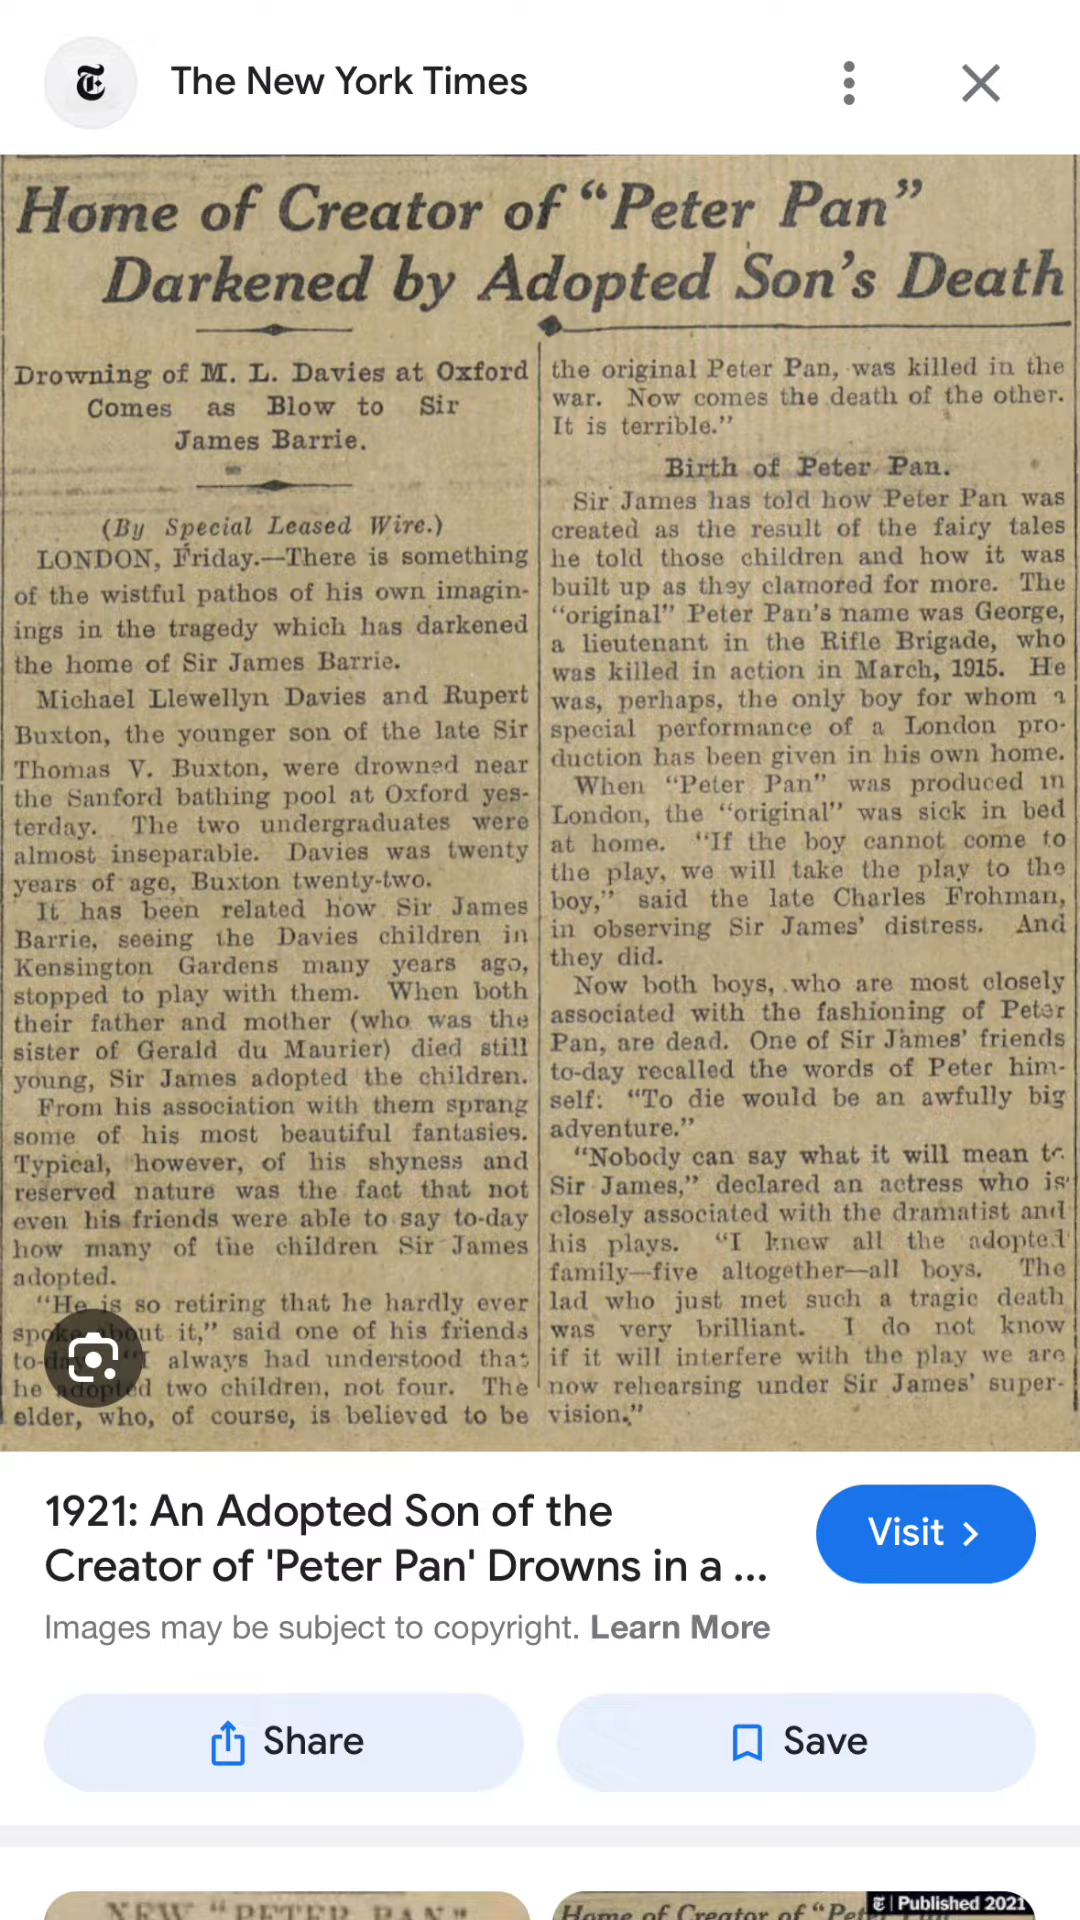 The New York Times
Home of Creator of "Peter Pan"
Darkened by Adopted Son's Death
Drowning of M. L. Davies at Oxford
Comes as Blow to Sir
James Barrie.
(By Special Leased Wire.)
LONDON, Friday.—There is something
of the wistful pathos of his own imagin-
ings in the tragedy which has darkened
the home of Sir James Barrie.
Michael Llewellyn Davies and Rupert
Buxton, the younger son of the late Sir
Thomas V. Buxton, were drowned near
the Sanford bathing pool at Oxford yes-
terday. The two undergraduates were
almost inseparable. Davies was twenty
years of age, Buxton twenty-two.
It has been related how Sir James
Barrie, seeing the Davies children in
Kensington Gardens many years ago,
stopped to play with them. When both
their father and mother (who was the
sister of Gerald du Maurier) died still
young, Sir James adopted the children.
From his association with them sprang
some of his most beautiful fantasies.
Typical, however, of his shyness and
reserved nature was the fact that not
even his friends were able to say to-day
how many of the children Sir James
adopted.
"He is so retiring that he hardly ever
spoke about it," said one of his friends
to-day. "I always had understood that
he adopted two children, not four. The
elder, who, of course, is believed to be
the original Peter Pan, was killed in the
war. Now comes the death of the other.
It is terrible."
Birth of Peter Pan.
Sir James has told how Peter Pan was
created as the result of the fairy tales
he told those children and how it was
built up as they clamored for more. The
"original" Peter Pan's name was George,
a lieutenant in the Rifle Brigade, who
was killed in action in March, 1915. He
was, perhaps, the only boy for whom a
special performance of a London pro-
duction has been given in his own home.
When "Peter Pan" was produced in
London, the "original" was sick in bed
at home. "If the boy cannot come to
the play, we will take the play to the
boy," said the late Charles Frohman,
in observing Sir James' distress. And
they did.
Now both boys, who are most closely
associated with the fashioning of Peter
Pan, are dead. One of Sir James' friends
to-day recalled the words of Peter him-
self: "To die would be an awfully big
adventure."
"Nobody can say what it will mean to
Sir James," declared an actress who is
closely associated with the dramatist and
his plays. "I knew all the adopted
family—five altogether—all boys. The
lad who just met such a tragic death
was very brilliant. I do not know
if it will interfere with the play we are
now rehearsing under Sir James' super-
vision."
1921: An Adopted Son of the
Creator of 'Peter Pan' Drowns in a ...
Visit
Images may be subject to copyright. Learn More
Share
Save
NEW "PETER PAN"
Home of Creator of "Peter Pan"
Published 2021